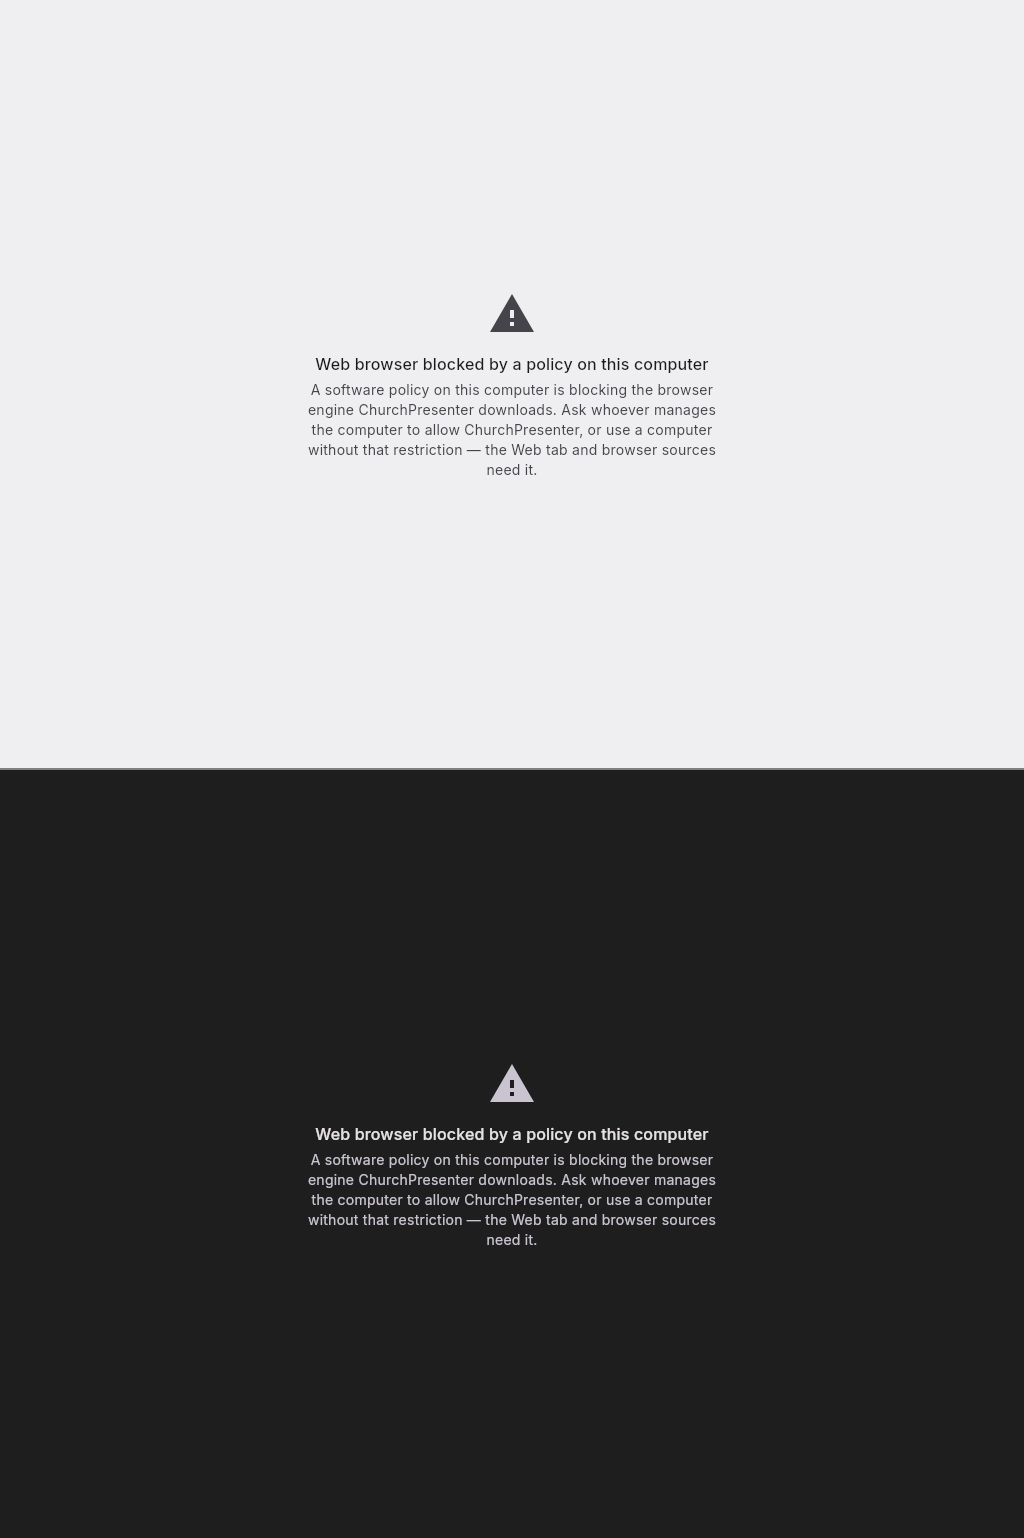 Web browser blocked by a policy on this computer
A software policy on this computer is blocking the browser
engine ChurchPresenter downloads. Ask whoever manages
the computer to allow ChurchPresenter, or use a computer
without that restriction — the Web tab and browser sources
need it.
Web browser blocked by a policy on this computer
A software policy on this computer is blocking the browser
engine ChurchPresenter downloads. Ask whoever manages
the computer to allow ChurchPresenter, or use a computer
without that restriction — the Web tab and browser sources
need it.